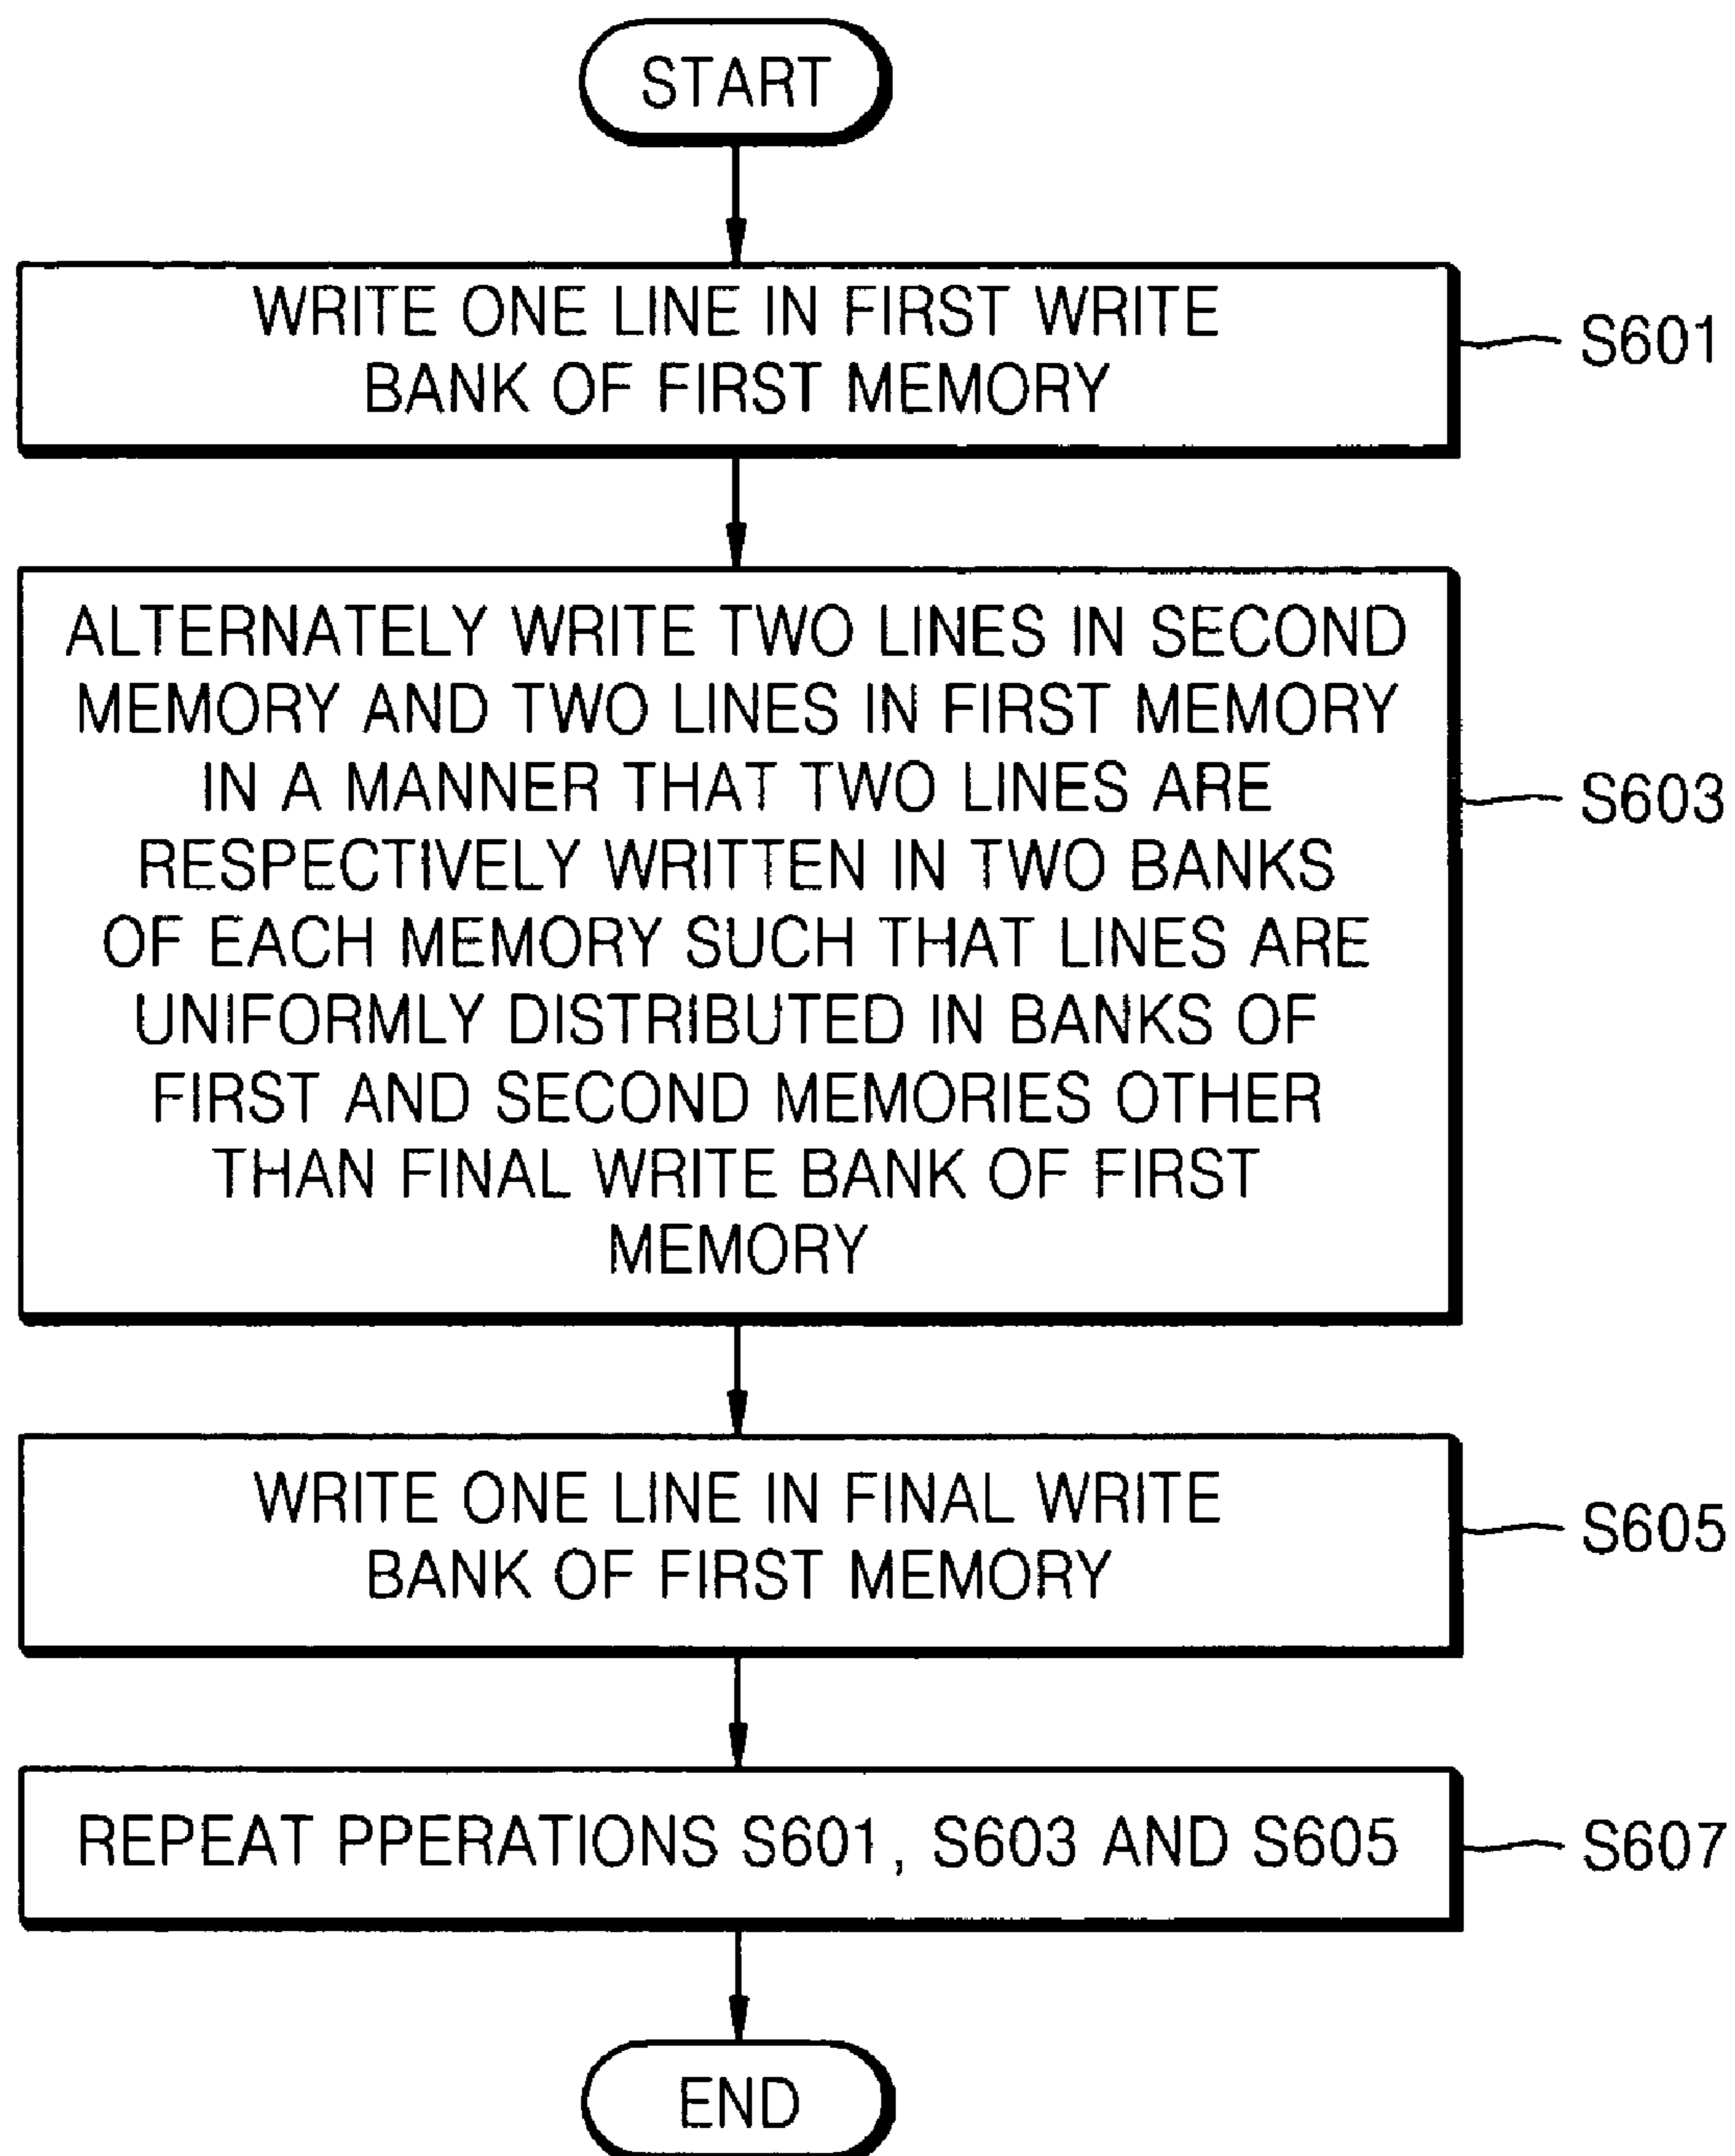 START
WRITE ONE LINE IN FIRST WRITE
BANK OF FIRST MEMORY
S601
ALTERNATELY WRITE TWO LINES IN SECOND
MEMORY AND TWO LINES IN FIRST MEMORY
IN A MANNER THAT TWO LINES ARE
RESPECTIVELY WRITTEN IN TWO BANKS
OF EACH MEMORY SUCH THAT LINES ARE
UNIFORMLY DISTRIBUTED IN BANKS OF
FIRST AND SECOND MEMORIES OTHER
THAN FINAL WRITE BANK OF FIRST
MEMORY
S603
WRITE ONE LINE IN FINAL WRITE
BANK OF FIRST MEMORY
S605
REPEAT PPERATIONS S601, S603 AND S605
S607
END